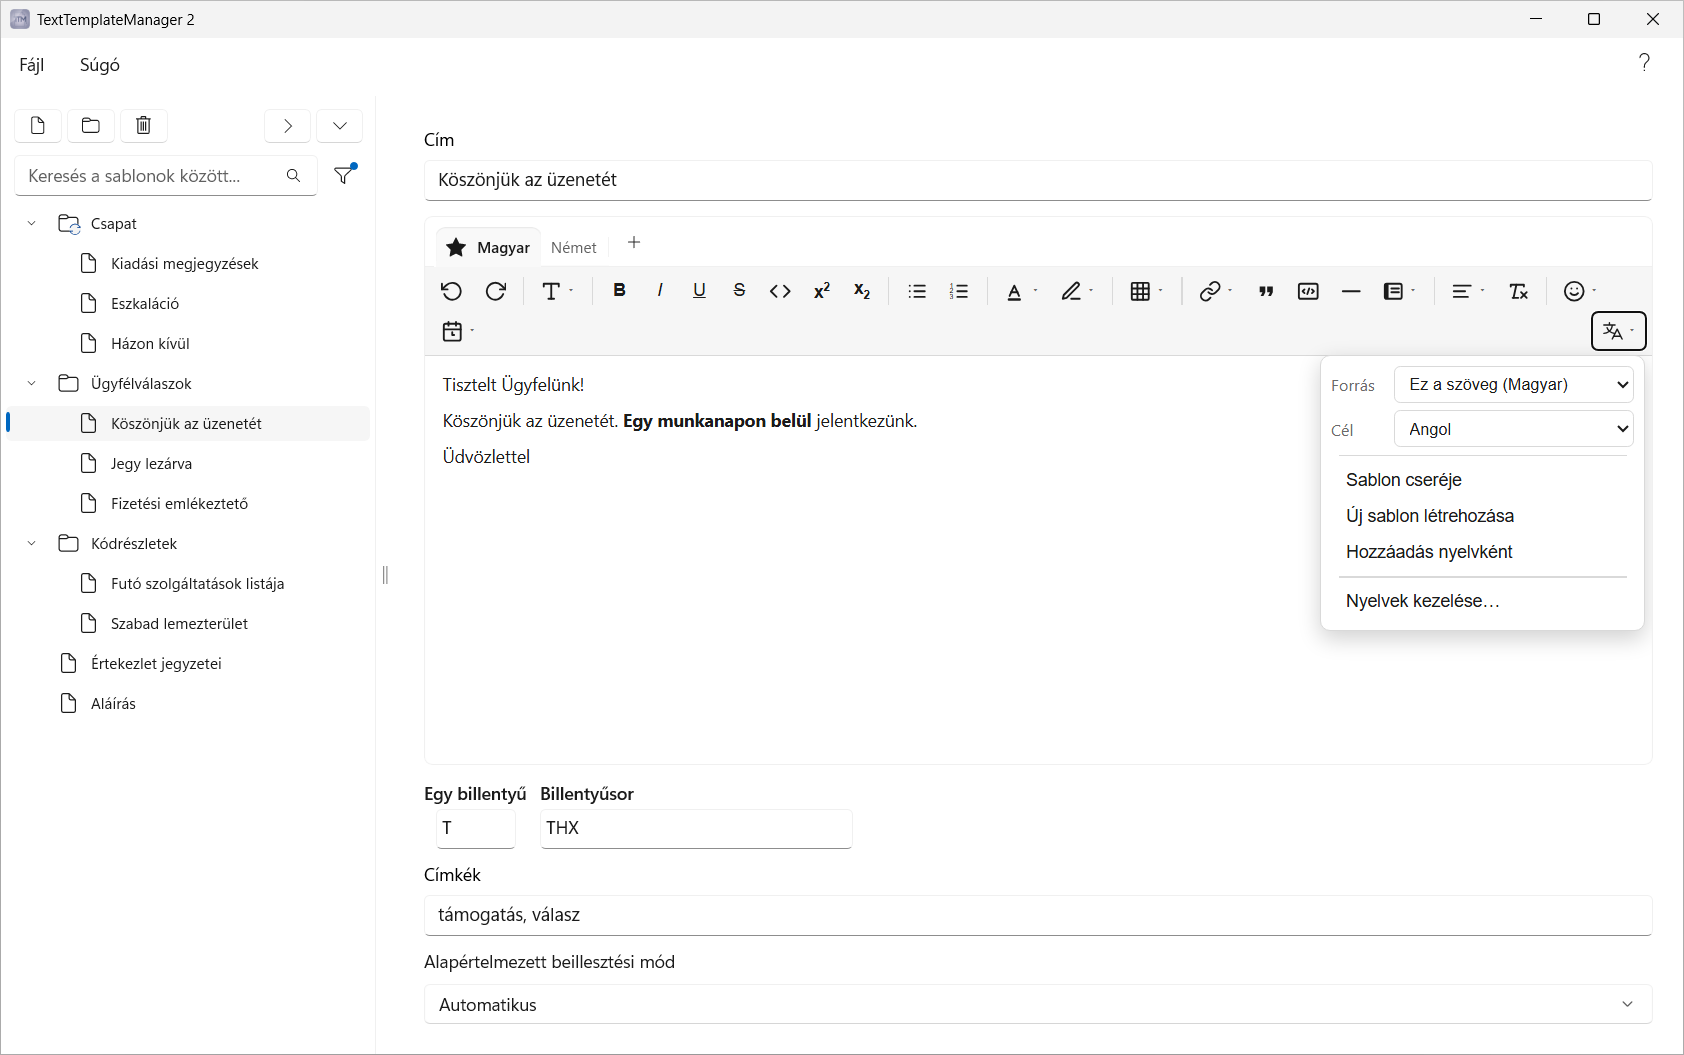 TextTemplateManager 2
Fájl Súgó
?
Keresés a sablonok között...
Csapat
Kiadási megjegyzések
Eszkaláció
Házon kívül
Ügyfélválaszok
Köszönjük az üzenetét
Jegy lezárva
Fizetési emlékeztető
Kódrészletek
Futó szolgáltatások listája
Szabad lemezterület
Értekezlet jegyzetei
Aláírás
Cím
Köszönjük az üzenetét
Magyar Német
Tisztelt Ügyfelünk!
Köszönjük az üzenetét. Egy munkanapon belül jelentkezünk.
Üdvözlettel
Forrás Ez a szöveg (Magyar)
Cél Angol
Sablon cseréje
Új sablon létrehozása
Hozzáadás nyelvként
Nyelvek kezelése…
Egy billentyű Billentyűsor
T THX
Címkék
támogatás, válasz
Alapértelmezett beillesztési mód
Automatikus